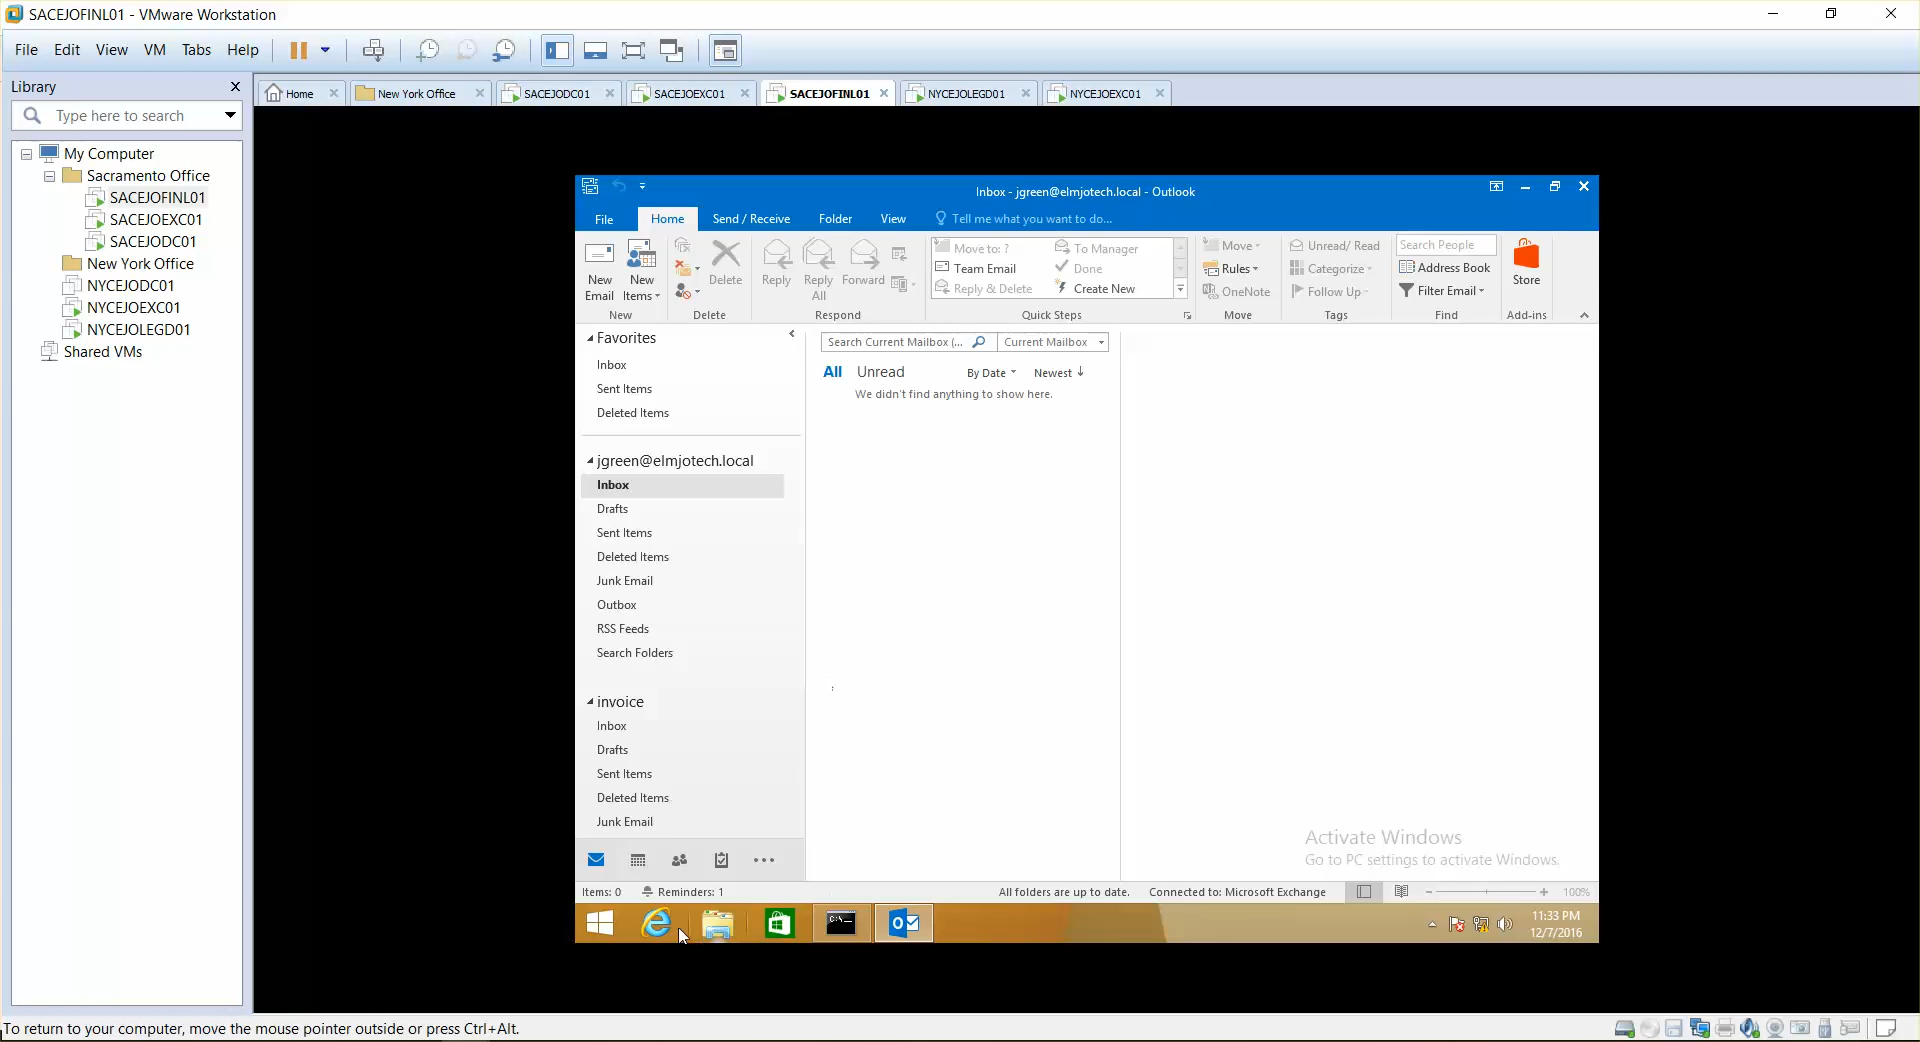 SACEJOFINL01 - VMware Workstation
File Edit View VM Tabs Help
Library
Type here to search
My Computer
Sacramento Office
SACEJOFINL01
SACEJOEXC01
SACEJODC01
New York Office
NYCEJODC01
NYCEJOEXC01
NYCEJOLEGD01
Shared VMs
Home New York Office SACEJODC01 SACEJOEXC01 SACEJOFINL01 NYCEJOLEGD01 NYCEJOEXC01
Inbox - jgreen@elmjotech.local - Outlook
File Home Send / Receive Folder View Tell me what you want to do...
New Email
New Items
New
Delete
Delete
Reply
Reply All
Forward
Respond
Move to: ?
Team Email
Reply & Delete
To Manager
Done
Create New
Quick Steps
Move
Rules
OneNote
Move
Unread/ Read
Categorize
Follow Up
Tags
Search People
Address Book
Filter Email
Find
Store
Add-ins
Favorites
Inbox
Sent Items
Deleted Items
jgreen@elmjotech.local
Inbox
Drafts
Sent Items
Deleted Items
Junk Email
Outbox
RSS Feeds
Search Folders
invoice
Inbox
Drafts
Sent Items
Deleted Items
Junk Email
Search Current Mailbox (... Current Mailbox
All Unread By Date Newest
We didn't find anything to show here.
Activate Windows
Go to PC settings to activate Windows.
Items: 0 Reminders: 1 All folders are up to date. Connected to: Microsoft Exchange 100%
C:\_
11:33 PM
12/7/2016
To return to your computer, move the mouse pointer outside or press Ctrl+Alt.